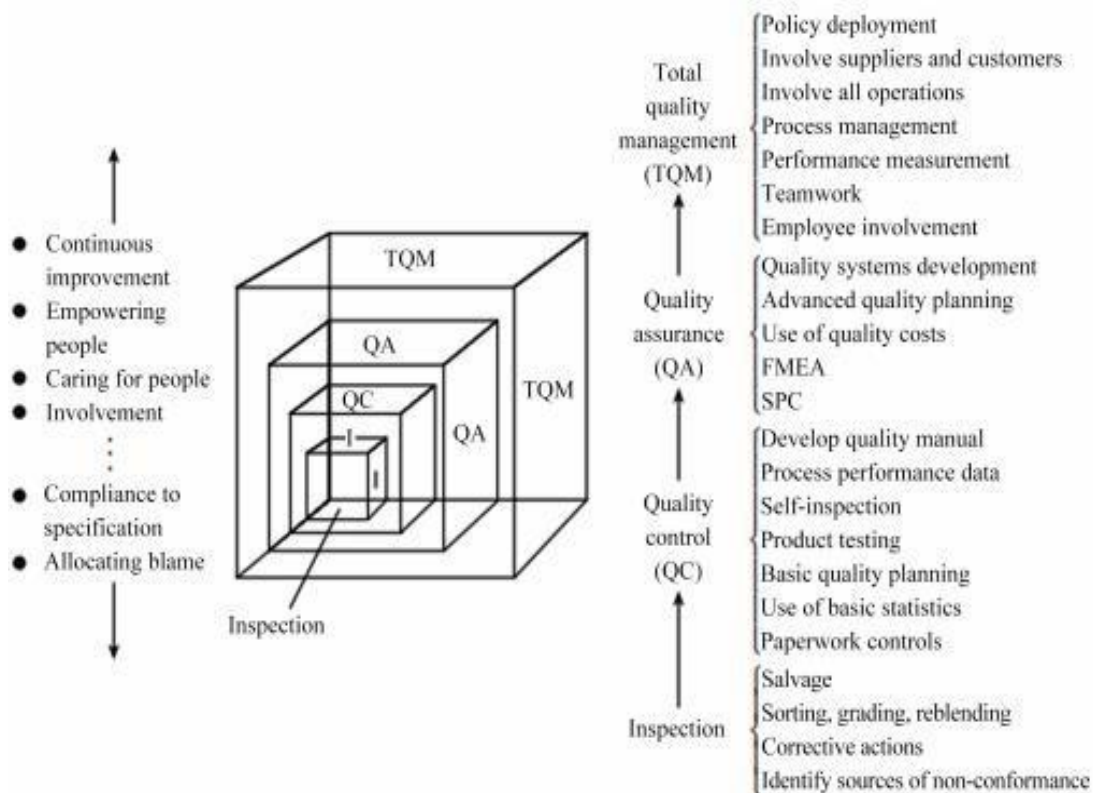 ● Continuous
improvement
● Empowering
people
● Caring for people
● Involvement
● Compliance to
specification
● Allocating blame
TQM
TQM
QA
QA
QC
I
I
Inspection
Total
quality
management
(TQM)
Policy deployment
Involve suppliers and customers
Involve all operations
Process management
Performance measurement
Teamwork
Employee involvement
Quality
assurance
(QA)
Quality systems development
Advanced quality planning
Use of quality costs
FMEA
SPC
Quality
control
(QC)
Develop quality manual
Process performance data
Self-inspection
Product testing
Basic quality planning
Use of basic statistics
Paperwork controls
Inspection
Salvage
Sorting, grading, reblending
Corrective actions
Identify sources of non-conformance